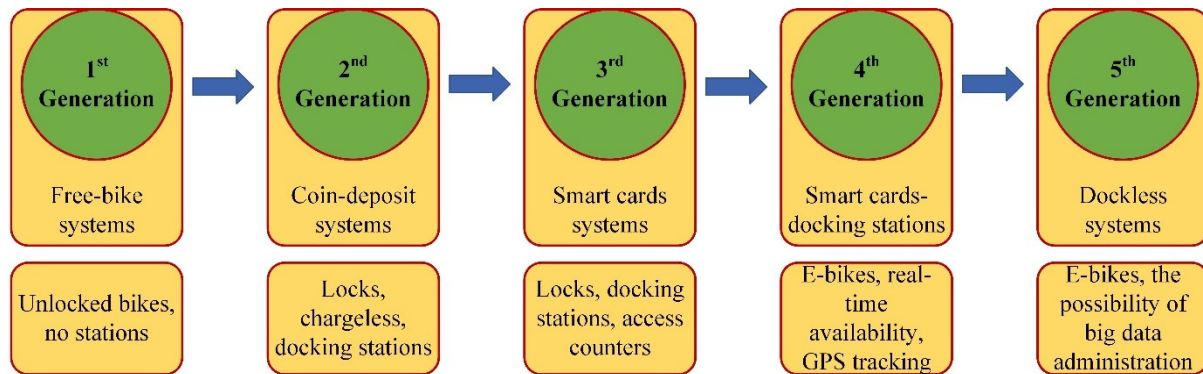 1st
Generation
Free-bike
systems
Unlocked bikes,
no stations
2nd
Generation
Coin-deposit
systems
Locks,
chargeless,
docking stations
3rd
Generation
Smart cards
systems
Locks, docking
stations, access
counters
4th
Generation
Smart cards-
docking stations
E-bikes, real-
time
availability,
GPS tracking
5th
Generation
Dockless
systems
E-bikes, the
possibility of
big data
administration